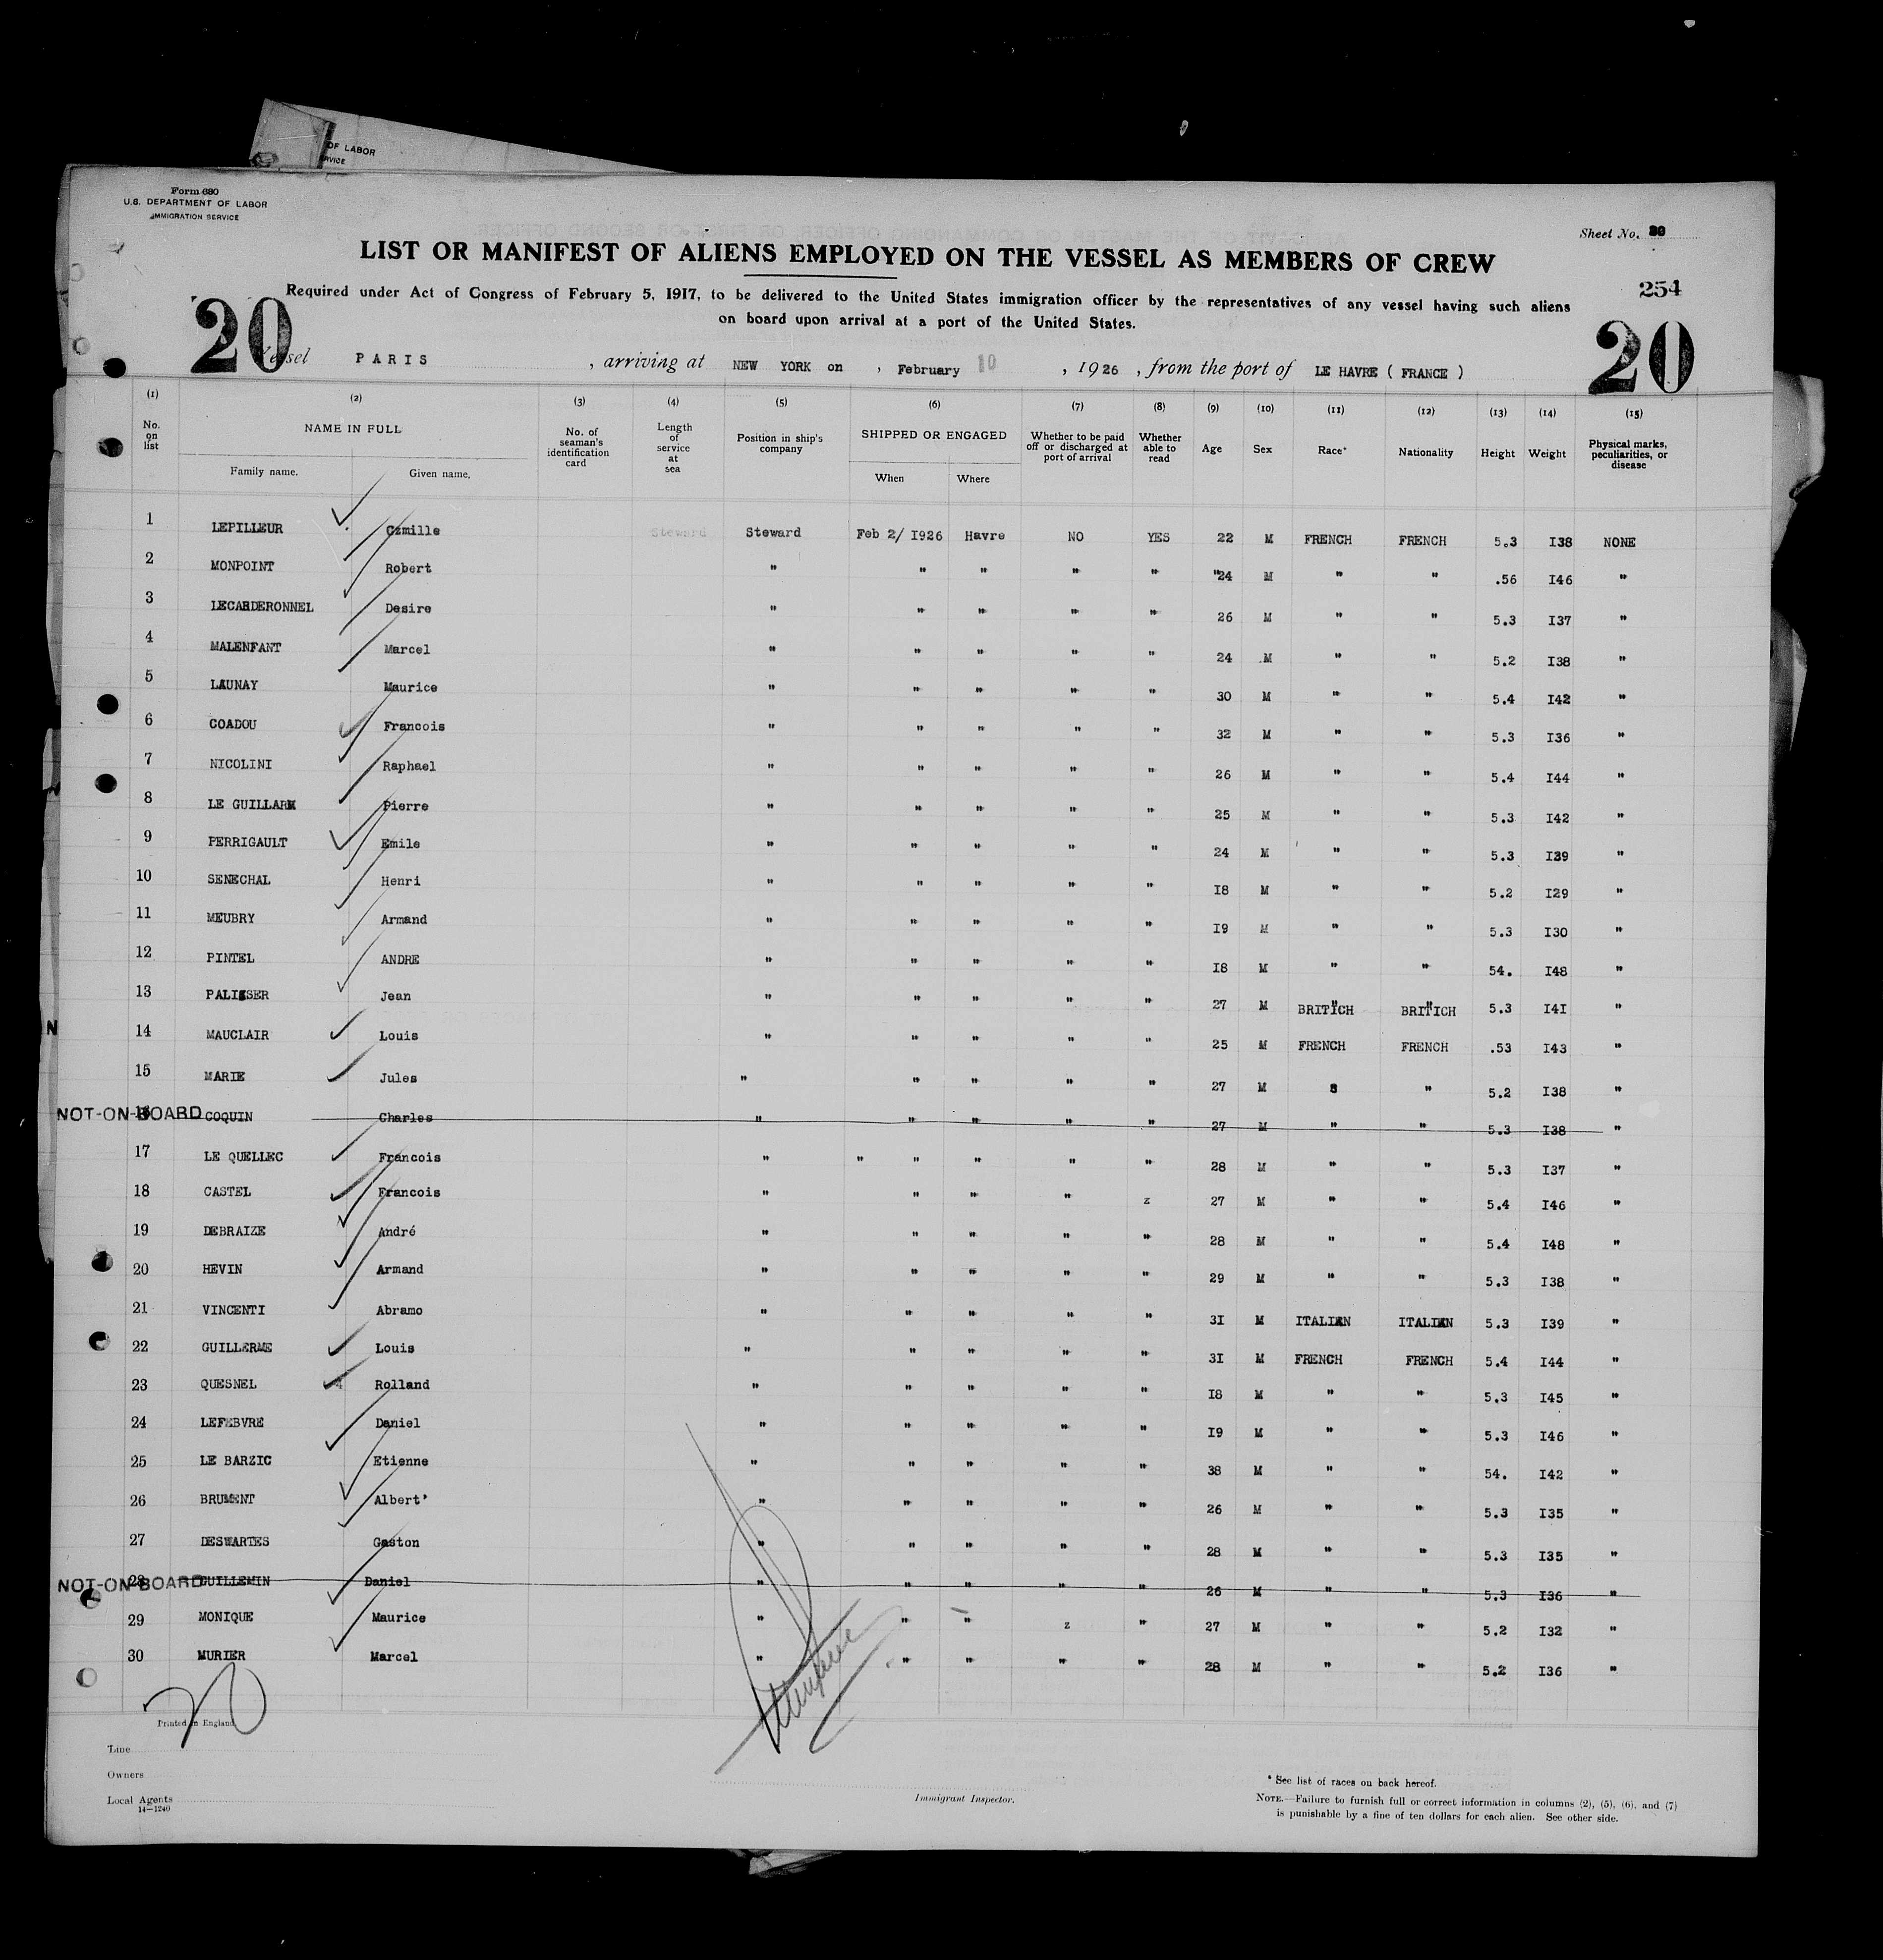 OF LABOR
RVICE
Form 680
U.S. DEPARTMENT OF LABOR
IMMIGRATION SERVICE
Sheet No. 20
LIST OR MANIFEST OF ALIENS EMPLOYED ON THE VESSEL AS MEMBERS OF CREW
254
Required under Act of Congress of February 5, 1917, to be delivered to the United States immigration officer by the representatives of any vessel having such aliens
on board upon arrival at a port of the United States.
20 20
Vessel PARIS , arriving at NEW YORK on , February 10 , 1926 , from the port of LE HAVRE ( FRANCE )
(1) (2) (3) (4) (5) (6) (7) (8) (9) (10) (11) (12) (13) (14) (15)
No. on list NAME IN FULL Family name. Given name. No. of seaman's identification card Length of service at sea Position in ship's company SHIPPED OR ENGAGED When Where Whether to be paid off or discharged at port of arrival Whether able to read Age Sex Race* Nationality Height Weight Physical marks, peculiarities, or disease
1 LEPILLEUR Camille Steward Steward Feb 2/ I926 Havre NO YES 22 M FRENCH FRENCH 5.3 I38 NONE
2 MONPOINT Robert " " " " " "24 M " " .56 I46 "
3 LECARDERONNEL Desire " " " " " 26 M " " 5.3 I37 "
4 MALENFANT Marcel " " " " " 24 M " " 5.2 I38 "
5 LAUNAY Maurice " " " " " 30 M " " 5.4 I42 "
6 COADOU Francois " " " " " 32 M " " 5.3 I36 "
7 NICOLINI Raphael " " " " " 26 M " " 5.4 I44 "
8 LE GUILLARM Pierre " " " " " 25 M " " 5.3 I42 "
9 PERRIGAULT Emile " " " " " 24 M " " 5.3 I39 "
10 SENECHAL Henri " " " " " I8 M " " 5.2 I29 "
11 MEUBRY Armand " " " " " I9 M " " 5.3 I30 "
12 PINTEL ANDRE " " " " " I8 M " " 54. I48 "
13 PALISSER Jean " " " " " 27 M BRITICH BRITICH 5.3 I4I "
14 MAUCLAIR Louis " " " " " 25 M FRENCH FRENCH .53 I43 "
15 MARIE Jules " " " " " 27 M " " 5.2 I38 "
NOT-ON-BOARD 16 COQUIN Charles " " " " " 27 M " " 5.3 I38 "
17 LE QUELLEC Francois " " " " " " 28 M " " 5.3 I37 "
18 CASTEL Francois " " " " z 27 M " " 5.4 I46 "
19 DEBRAIZE André " " " " " 28 M " " 5.4 I48 "
20 HEVIN Armand " " " " " 29 M " " 5.3 I38 "
21 VINCENTI Abramo " " " " " 3I M ITALIEN ITALIEN 5.3 I39 "
22 GUILLERME Louis " " " " " 3I M FRENCH FRENCH 5.4 I44 "
23 QUESNEL Rolland " " " " " I8 M " " 5.3 I45 "
24 LEFEBVRE Daniel " " " " " I9 M " " 5.3 I46 "
25 LE BARZIC Etienne " " " " " 38 M " " 54. I42 "
26 BRUMENT Albert' " " " " " 26 M " " 5.3 I35 "
27 DESWARTES Gaston " " " " " 28 M " " 5.3 I35 "
NOT-ON-BOARD 28 GUILLEMIN Daniel " " " " " 26 M " " 5.3 I36 "
29 MONIQUE Maurice " " " z " 27 M " " 5.2 I32 "
30 MURIER Marcel " " " " " 28 M " " 5.2 I36 "
Printed in England
Line
Owners
Local Agents
14—1240
Immigrant Inspector.
* See list of races on back hereof.
NOTE.—Failure to furnish full or correct information in columns (2), (5), (6), and (7)
is punishable by a fine of ten dollars for each alien. See other side.